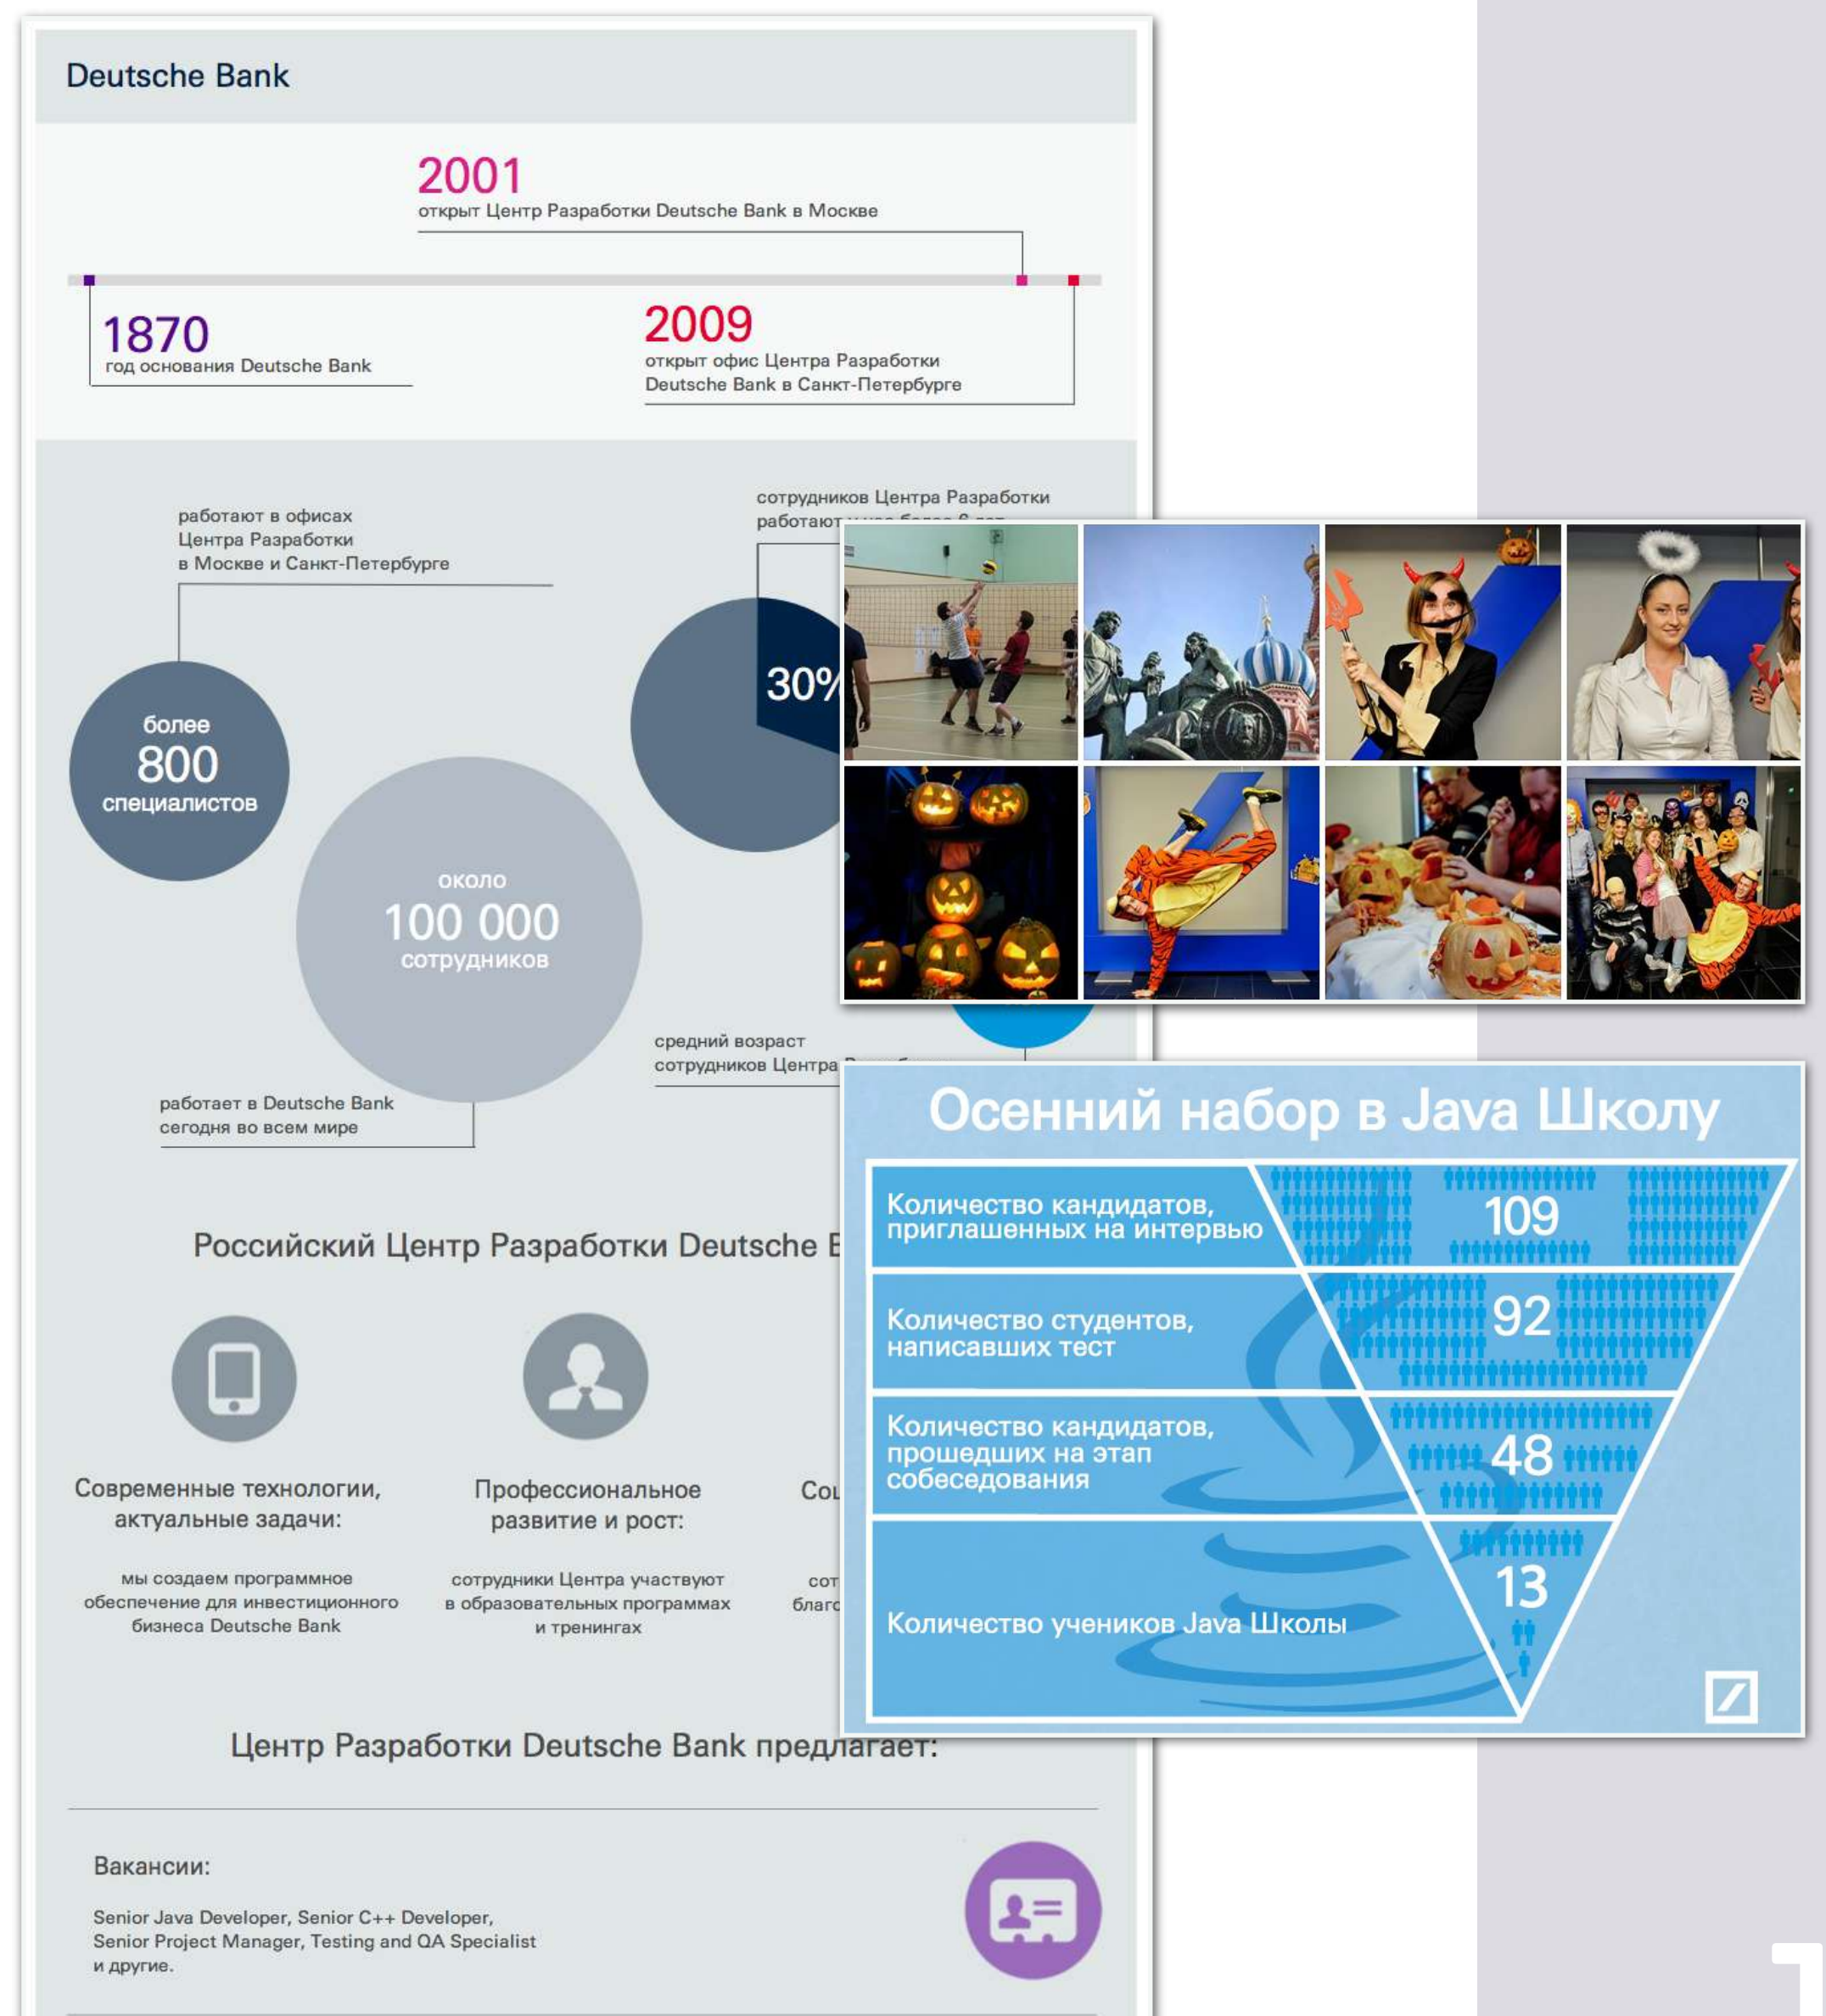 Deutsche Bank
2001
открыт Центр Разработки Deutsche Bank в Москве
1870
год основания Deutsche Bank
2009
открыт офис Центра Разработки
Deutsche Bank в Санкт-Петербурге
работают в офисах
Центра Разработки
в Москве и Санкт-Петербурге
сотрудников Центра Разработки
работают
30%
более
800
специалистов
около
100 000
сотрудников
средний возраст
сотрудников Центра
работает в Deutsche Bank
сегодня во всем мире
Российский Центр Разработки Deutsche
Современные технологии,
актуальные задачи:
мы создаем программное
обеспечение для инвестиционного
бизнеса Deutsche Bank
Профессиональное
развитие и рост:
сотрудники Центра участвуют
в образовательных программах
и тренингах
Осенний набор в Java Школу
Количество кандидатов,
приглашенных на интервью
109
Количество студентов,
написавших тест
92
Количество кандидатов,
прошедших на этап
собеседования
48
Количество учеников Java Школы
13
Центр Разработки Deutsche Bank предлагает:
Вакансии:
Senior Java Developer, Senior C++ Developer,
Senior Project Manager, Testing and QA Specialist
и другие.